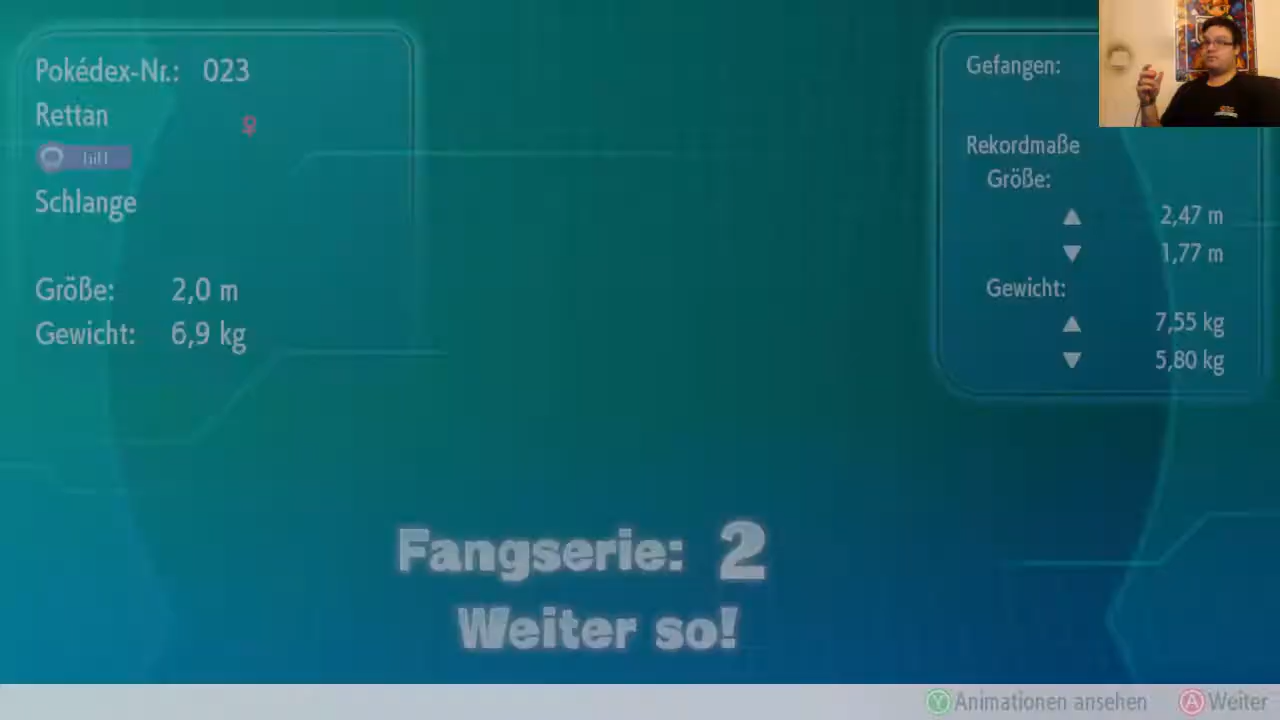 Pokédex-Nr.: 023
Rettan ♀
Gift
Schlange
Größe: 2,0 m
Gewicht: 6,9 kg
Gefangen:
Rekordmaße
Größe:
▲ 2,47 m
▼ 1,77 m
Gewicht:
▲ 7,55 kg
▼ 5,80 kg
Fangserie: 2
Weiter so!
Y Animationen ansehen A Weiter